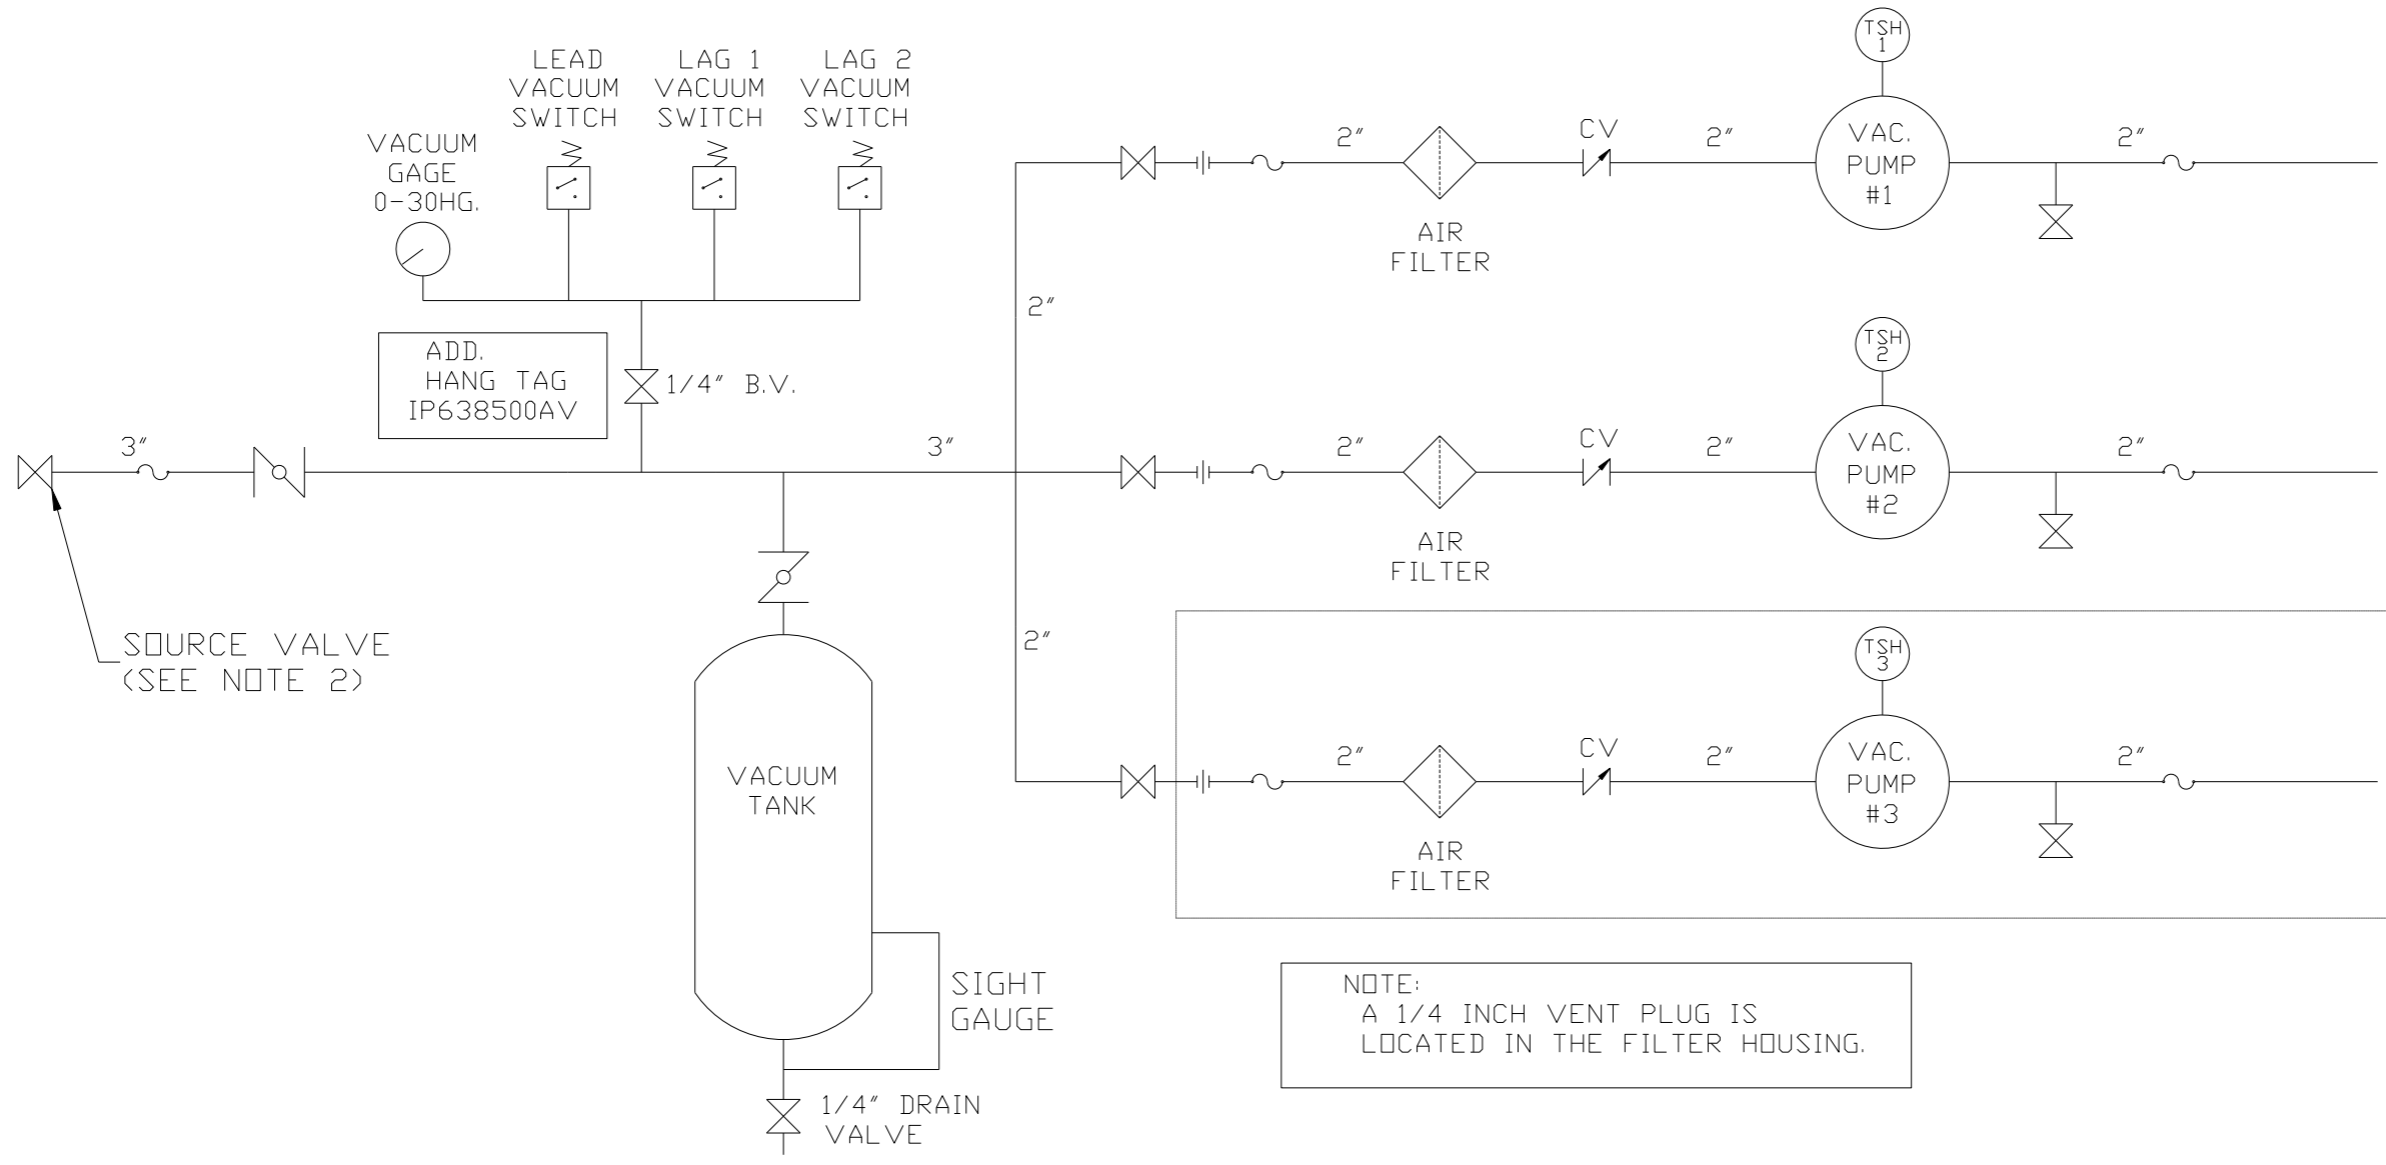 TSH
1
LEAD
VACUUM
SWITCH
LAG 1
VACUUM
SWITCH
LAG 2
VACUUM
SWITCH
VACUUM
GAGE
0-30HG.
2"
AIR
FILTER
CV
2"
VAC.
PUMP
#1
2"
2"
ADD.
HANG TAG
IP638500AV
1/4" B.V.
3"
3"
TSH
2
2"
AIR
FILTER
CV
2"
VAC.
PUMP
#2
2"
SOURCE VALVE
(SEE NOTE 2)
2"
VACUUM
TANK
TSH
3
2"
AIR
FILTER
CV
2"
VAC.
PUMP
#3
2"
SIGHT
GAUGE
NOTE:
A 1/4 INCH VENT PLUG IS
LOCATED IN THE FILTER HOUSING.
1/4" DRAIN
VALVE